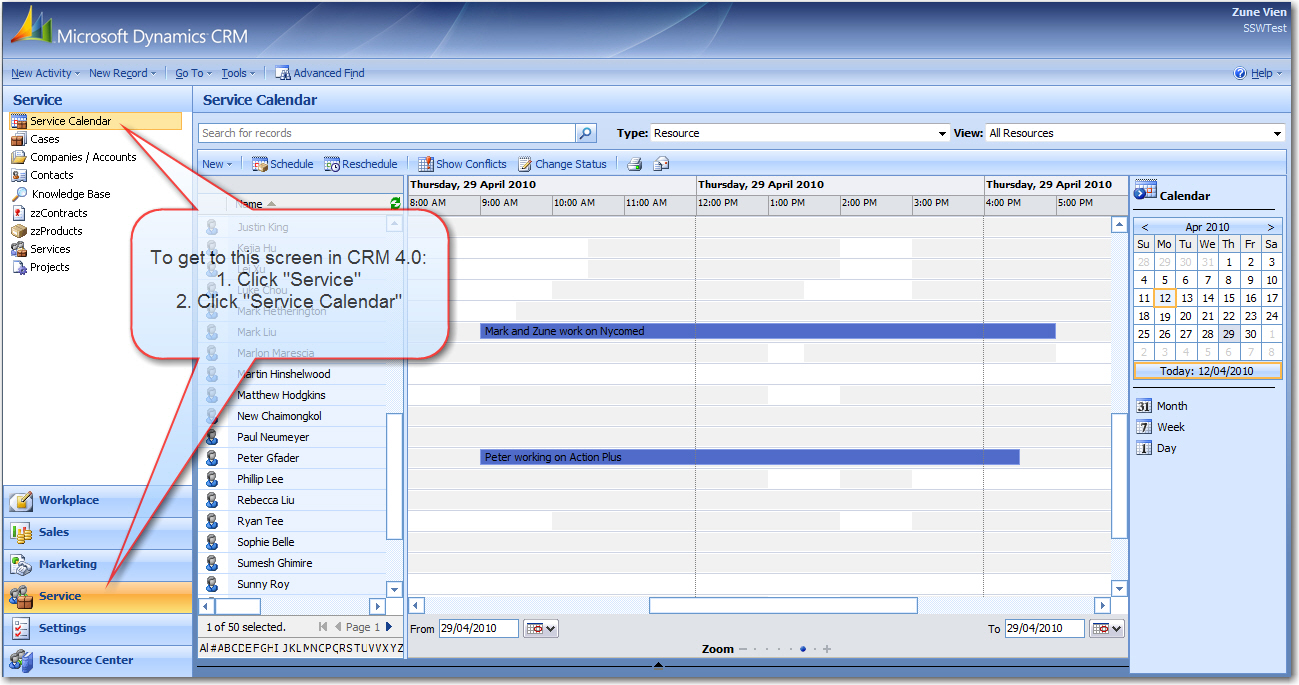 Microsoft Dynamics CRM
Zune Vien
SSWTest
New Activity
New Record
Go To
Tools
Advanced Find
Help
Service
Service Calendar
Cases
Companies / Accounts
Contacts
Knowledge Base
zzContracts
zzProducts
Services
Projects
Workplace
Sales
Marketing
Service
Settings
Resource Center
Service Calendar
Search for records
Type: Resource
View: All Resources
New
Schedule
Reschedule
Show Conflicts
Change Status
Name
Thursday, 29 April 2010
Thursday, 29 April 2010
Thursday, 29 April 2010
8:00 AM 9:00 AM 10:00 AM 11:00 AM 12:00 PM 1:00 PM 2:00 PM 3:00 PM 4:00 PM 5:00 PM
To get to this screen in CRM 4.0:
1. Click "Service"
2. Click "Service Calendar"
Justin King
Katja Hu
Lei Xu
Luke Chou
Mark Hetherington
Mark Liu
Mark and Zune work on Nycomed
Marlon Marescia
Martin Hinshelwood
Matthew Hodgkins
New Chaimongkol
Paul Neumeyer
Peter Gfader
Peter working on Action Plus
Phillip Lee
Rebecca Liu
Ryan Tee
Sophie Belle
Sumesh Ghimire
Sunny Roy
1 of 50 selected.
Page 1
All # A B C D E F G H I J K L M N O P Q R S T U V W X Y Z
From 29/04/2010
To 29/04/2010
Zoom
Calendar
< Apr 2010 >
Su Mo Tu We Th Fr Sa
28 29 30 31 1 2 3
4 5 6 7 8 9 10
11 12 13 14 15 16 17
18 19 20 21 22 23 24
25 26 27 28 29 30 1
2 3 4 5 6 7 8
Today: 12/04/2010
31 Month
7 Week
1 Day